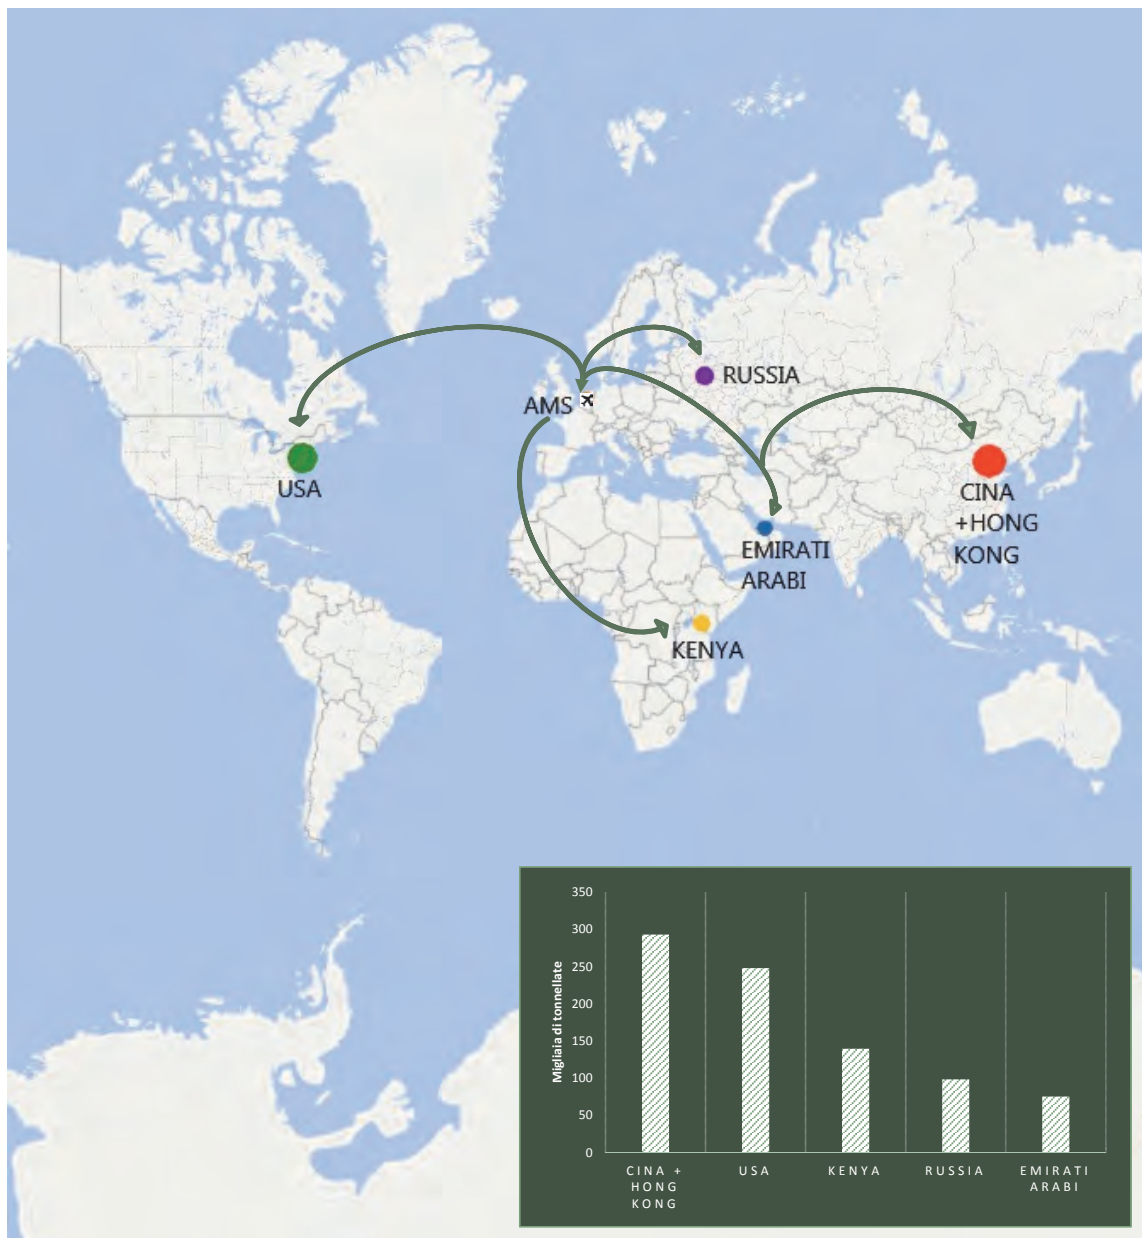 RUSSIA
AMS
USA
CINA
+HONG
KONG
EMIRATI
ARABI
KENYA
350
300
250
200
150
100
50
0
Migliaia di tonnellate
CINA +
HONG
KONG
USA
KENYA
RUSSIA
EMIRATI
ARABI